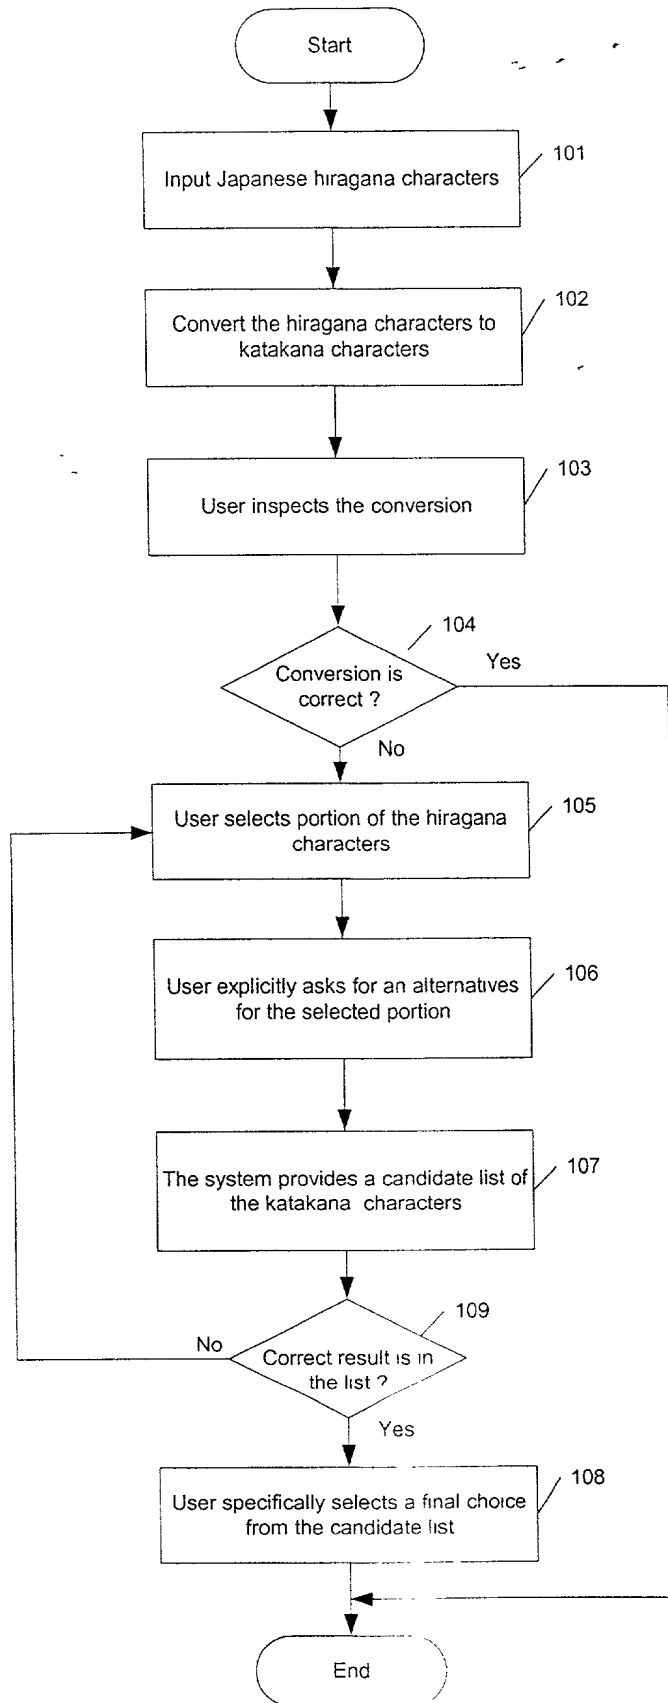 Start
101
Input Japanese hiragana characters
102
Convert the hiragana characters to
katakana characters
103
User inspects the conversion
104
Yes
Conversion is
correct ?
No
105
User selects portion of the hiragana
characters
106
User explicitly asks for an alternatives
for the selected portion
107
The system provides a candidate list of
the katakana characters
109
No
Correct result is in
the list ?
Yes
108
User specifically selects a final choice
from the candidate list
End